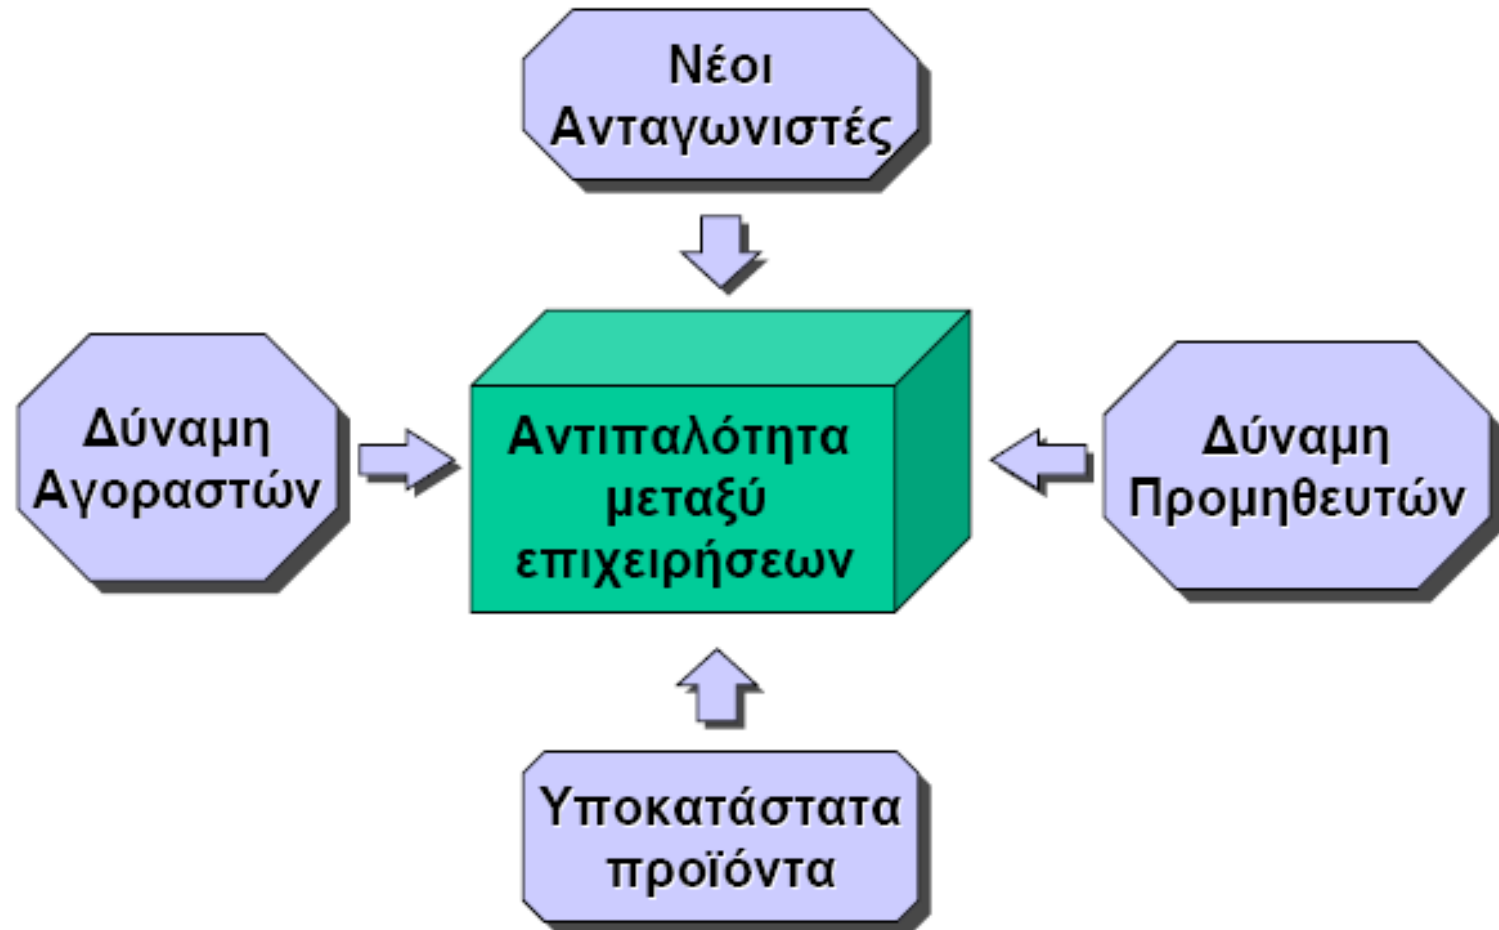 Νέοι
Ανταγωνιστές
Δύναμη
Αγοραστών
Αντιπαλότητα
μεταξύ
επιχειρήσεων
Δύναμη
Προμηθευτών
Υποκατάστατα
προϊόντα